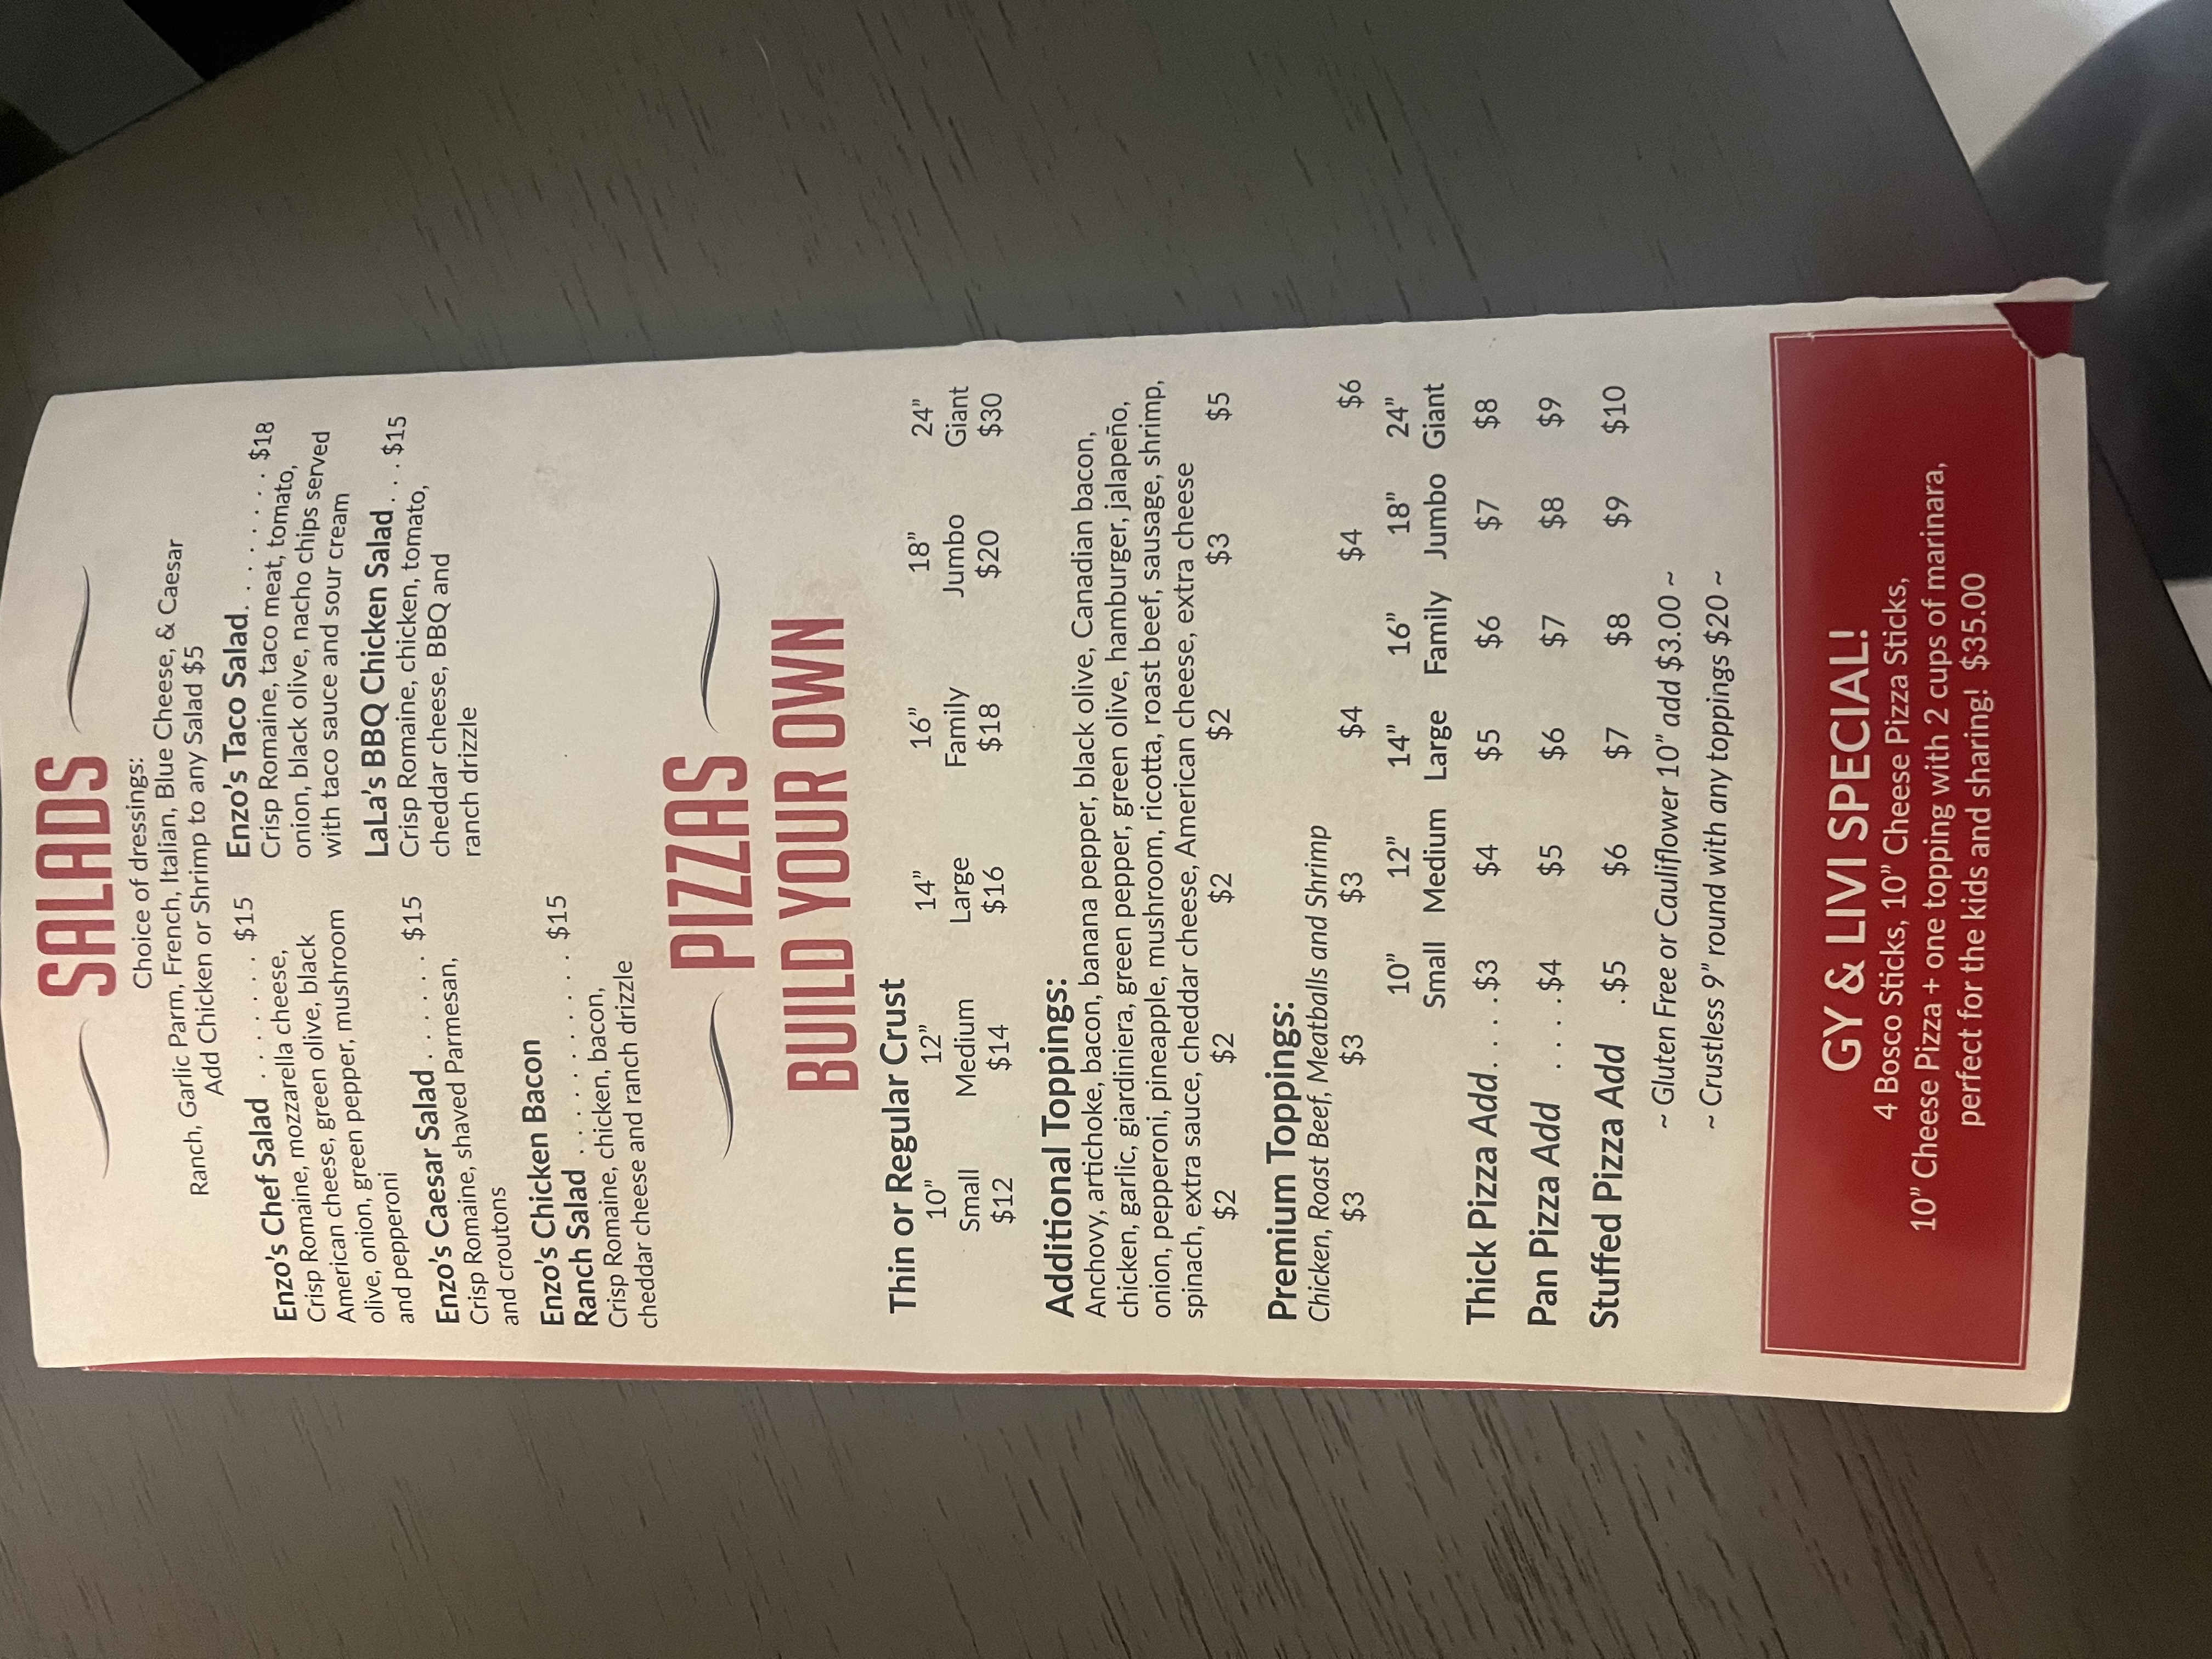 SALADS
Choice of dressings:
Ranch, Garlic Parm, French, Italian, Blue Cheese, & Caesar
Add Chicken or Shrimp to any Salad $5
Enzo's Chef Salad . . . . . . . $15
Crisp Romaine, mozzarella cheese,
American cheese, green olive, black
olive, onion, green pepper, mushroom
and pepperoni
Enzo's Caesar Salad . . . . . . $15
Crisp Romaine, shaved Parmesan,
and croutons
Enzo's Chicken Bacon
Ranch Salad . . . . . . . . . . $15
Crisp Romaine, chicken, bacon,
cheddar cheese and ranch drizzle
Enzo's Taco Salad. . . . . . . . $18
Crisp Romaine, taco meat, tomato,
onion, black olive, nacho chips served
with taco sauce and sour cream
LaLa's BBQ Chicken Salad. . . $15
Crisp Romaine, chicken, tomato,
cheddar cheese, BBQ and
ranch drizzle
PIZZAS
BUILD YOUR OWN
Thin or Regular Crust
10" 12" 14" 16" 18" 24"
Small Medium Large Family Jumbo Giant
$12 $14 $16 $18 $20 $30
Additional Toppings:
Anchovy, artichoke, bacon, banana pepper, black olive, Canadian bacon,
chicken, garlic, giardiniera, green pepper, green olive, hamburger, jalapeño,
onion, pepperoni, pineapple, mushroom, ricotta, roast beef, sausage, shrimp,
spinach, extra sauce, cheddar cheese, American cheese, extra cheese
$2 $2 $2 $2 $3 $5
Premium Toppings:
Chicken, Roast Beef, Meatballs and Shrimp
$3 $3 $3 $4 $4 $6
10" 12" 14" 16" 18" 24"
Small Medium Large Family Jumbo Giant
Thick Pizza Add. . . . $3 $4 $5 $6 $7 $8
Pan Pizza Add . . . . $4 $5 $6 $7 $8 $9
Stuffed Pizza Add . $5 $6 $7 $8 $9 $10
~ Gluten Free or Cauliflower 10" add $3.00 ~
~ Crustless 9" round with any toppings $20 ~
GY & LIVI SPECIAL!
4 Bosco Sticks, 10" Cheese Pizza Sticks,
10" Cheese Pizza + one topping with 2 cups of marinara,
perfect for the kids and sharing! $35.00